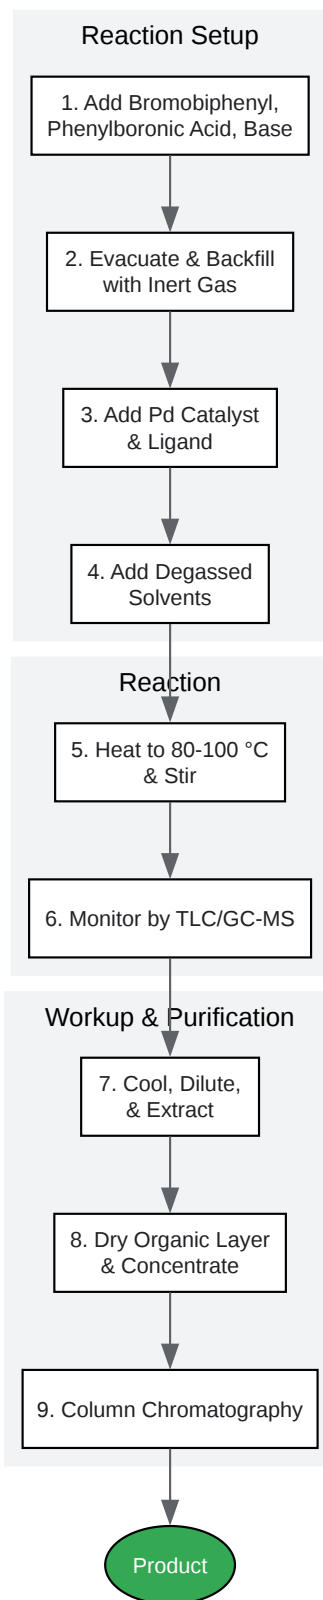 Reaction Setup
1. Add Bromobiphenyl,
Phenylboronic Acid, Base
2. Evacuate & Backfill
with Inert Gas
3. Add Pd Catalyst
& Ligand
4. Add Degassed
Solvents
Reaction
5. Heat to 80-100 °C
& Stir
6. Monitor by TLC/GC-MS
Workup & Purification
7. Cool, Dilute,
& Extract
8. Dry Organic Layer
& Concentrate
9. Column Chromatography
Product